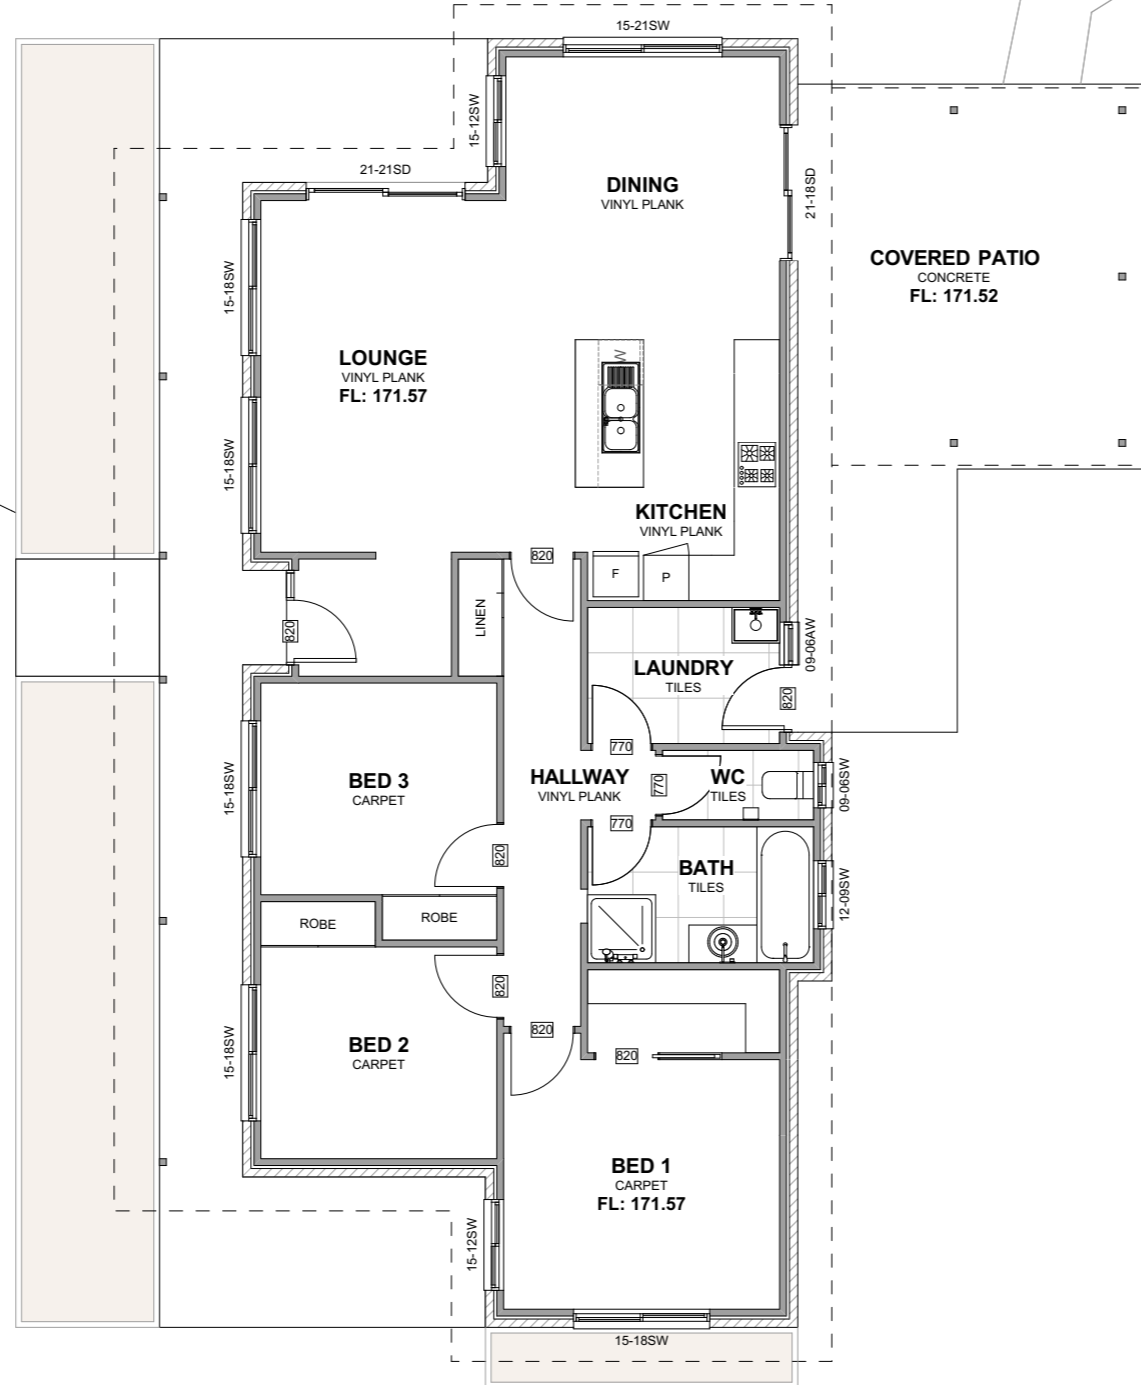 15-21SW
15-12SW
21-21SD
DINING
VINYL PLANK
21-18SD
COVERED PATIO
CONCRETE
FL: 171.52
15-18SW
LOUNGE
VINYL PLANK
FL: 171.57
W
15-18SW
KITCHEN
VINYL PLANK
820
F
P
LINEN
820
LAUNDRY
TILES
09-06AW
820
770
15-18SW
BED 3
CARPET
HALLWAY
VINYL PLANK
770
WC
TILES
09-06SW
770
820
BATH
TILES
12-09SW
ROBE
ROBE
820
820
820
15-18SW
BED 2
CARPET
BED 1
CARPET
FL: 171.57
15-12SW
15-18SW